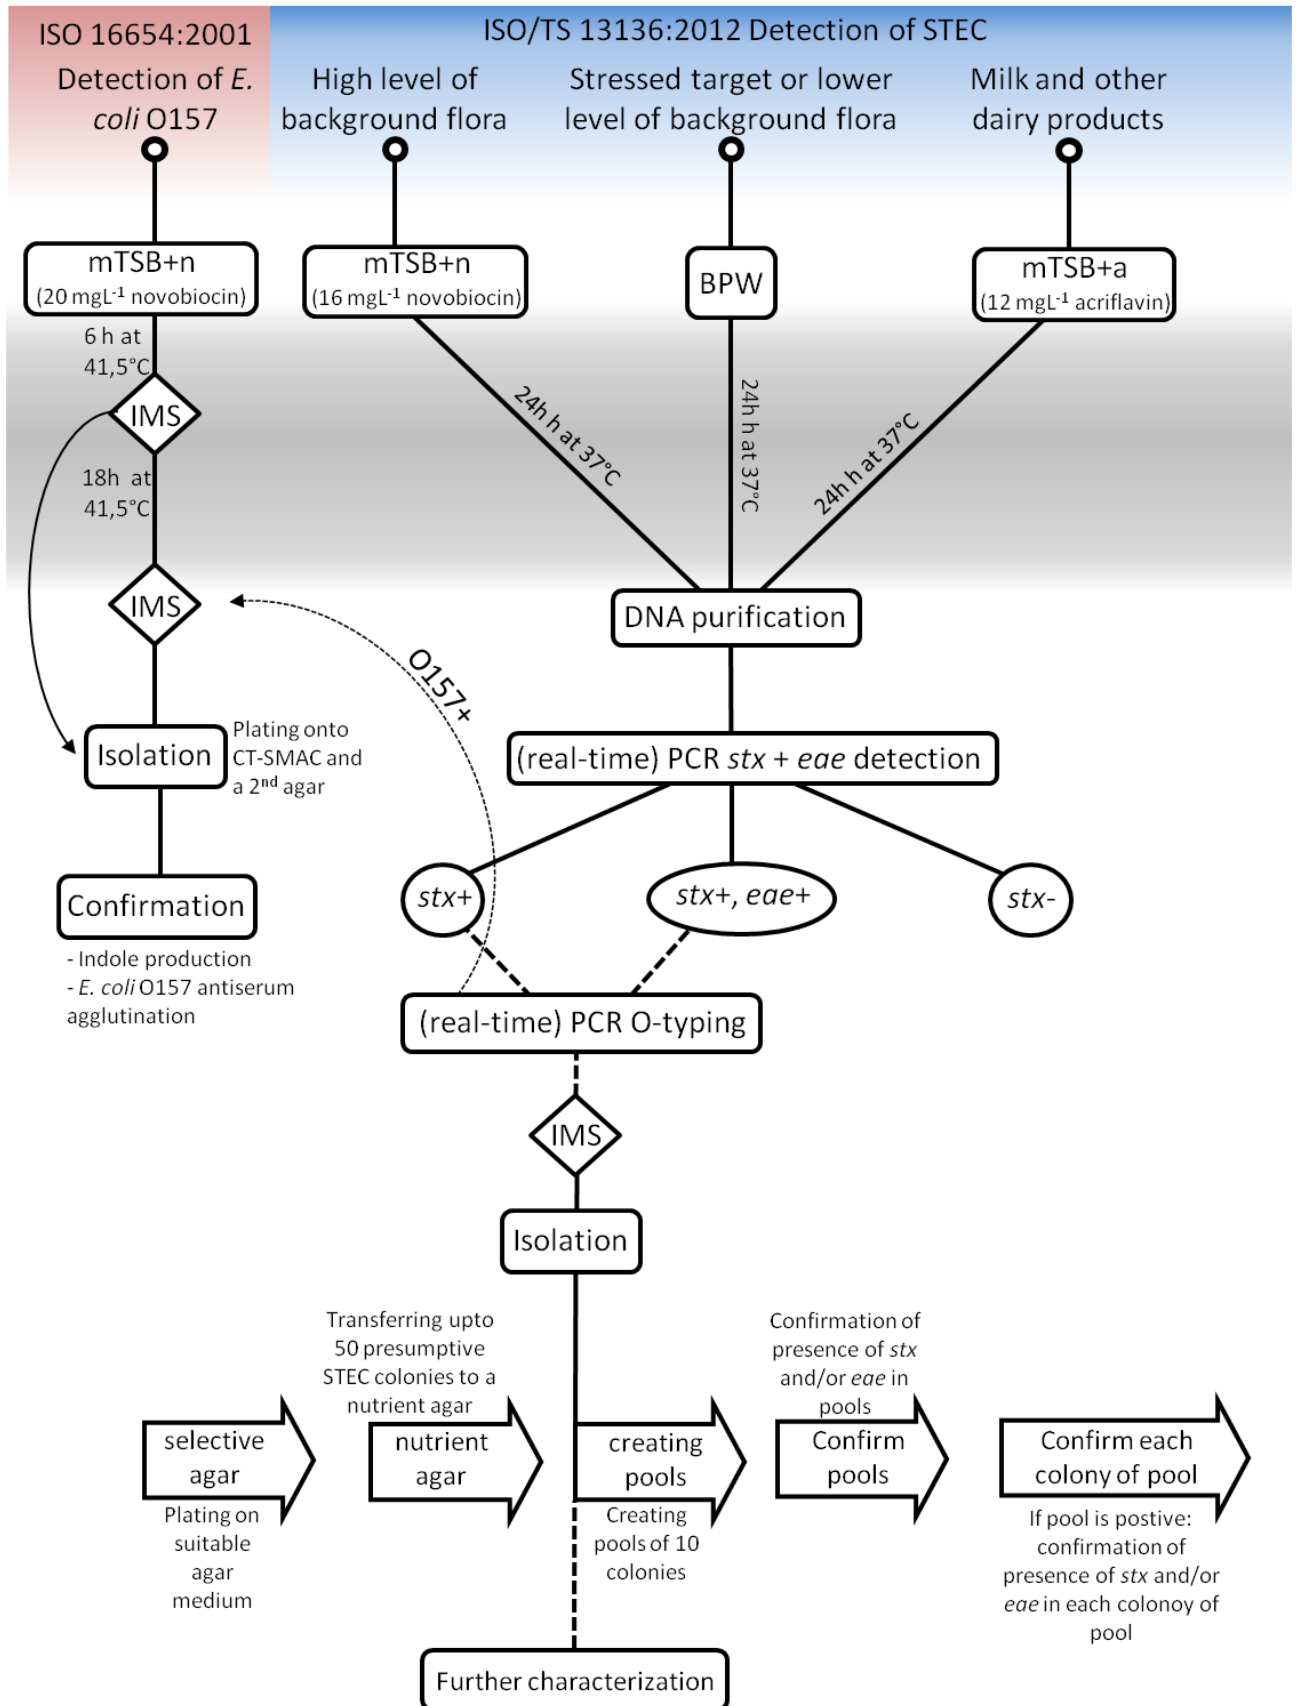 ISO 16654:2001
Detection of E.
coli O157
ISO/TS 13136:2012 Detection of STEC
High level of
background flora
Stressed target or lower
level of background flora
Milk and other
dairy products
mTSB+n
(20 mgL-1 novobiocin)
mTSB+n
(16 mgL-1 novobiocin)
BPW
mTSB+a
(12 mgL-1 acriflavin)
6 h at
41,5°C
IMS
18h at
41,5°C
IMS
24h h at 37°C
24h h at 37°C
24h h at 37°C
DNA purification
O157+
Isolation
Plating onto
CT-SMAC and
a 2nd agar
(real-time) PCR stx + eae detection
Confirmation
- Indole production
- E. coli O157 antiserum
agglutination
stx+
stx+, eae+
stx-
(real-time) PCR O-typing
IMS
Isolation
selective
agar
Plating on
suitable
agar
medium
Transferring upto
50 presumptive
STEC colonies to a
nutrient agar
nutrient
agar
creating
pools
Creating
pools of 10
colonies
Confirmation of
presence of stx
and/or eae in
pools
Confirm
pools
Confirm each
colony of pool
If pool is postive:
confirmation of
presence of stx and/or
eae in each colonoy of
pool
Further characterization